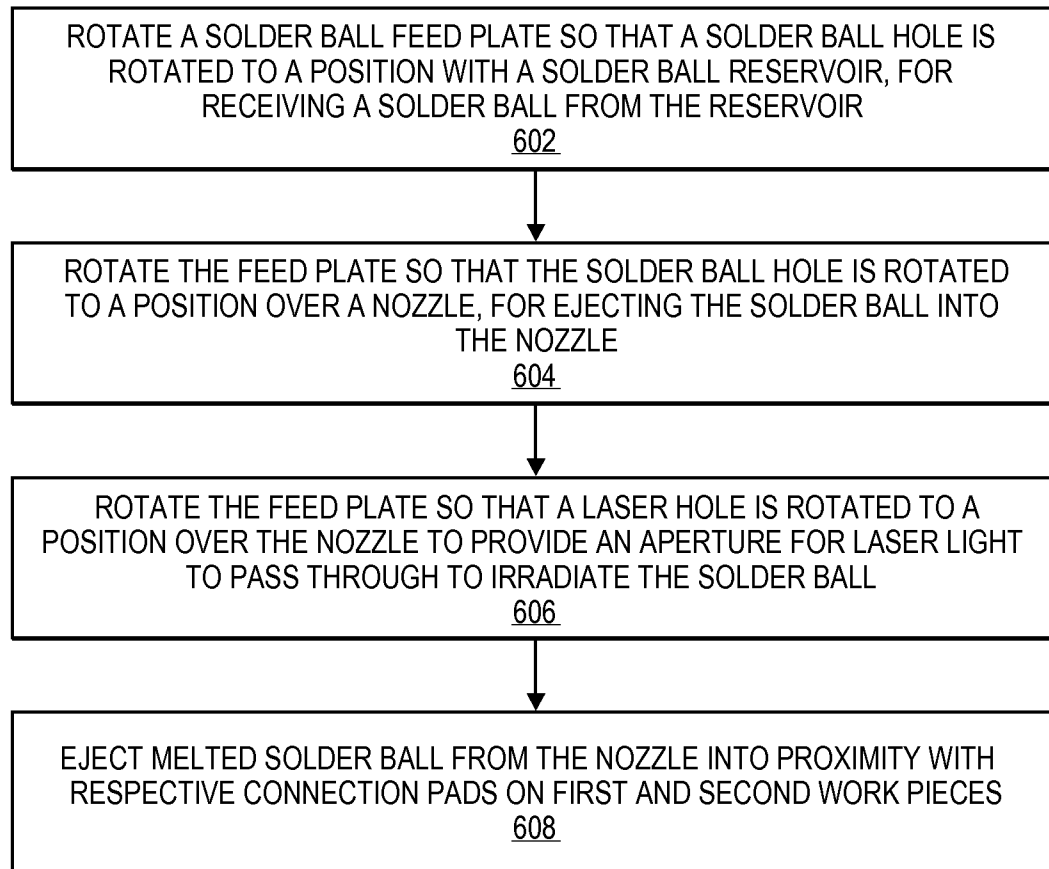 ROTATE A SOLDER BALL FEED PLATE SO THAT A SOLDER BALL HOLE IS
ROTATED TO A POSITION WITH A SOLDER BALL RESERVOIR, FOR
RECEIVING A SOLDER BALL FROM THE RESERVOIR
602
ROTATE THE FEED PLATE SO THAT THE SOLDER BALL HOLE IS ROTATED
TO A POSITION OVER A NOZZLE, FOR EJECTING THE SOLDER BALL INTO
THE NOZZLE
604
ROTATE THE FEED PLATE SO THAT A LASER HOLE IS ROTATED TO A
POSITION OVER THE NOZZLE TO PROVIDE AN APERTURE FOR LASER LIGHT
TO PASS THROUGH TO IRRADIATE THE SOLDER BALL
606
EJECT MELTED SOLDER BALL FROM THE NOZZLE INTO PROXIMITY WITH
RESPECTIVE CONNECTION PADS ON FIRST AND SECOND WORK PIECES
608